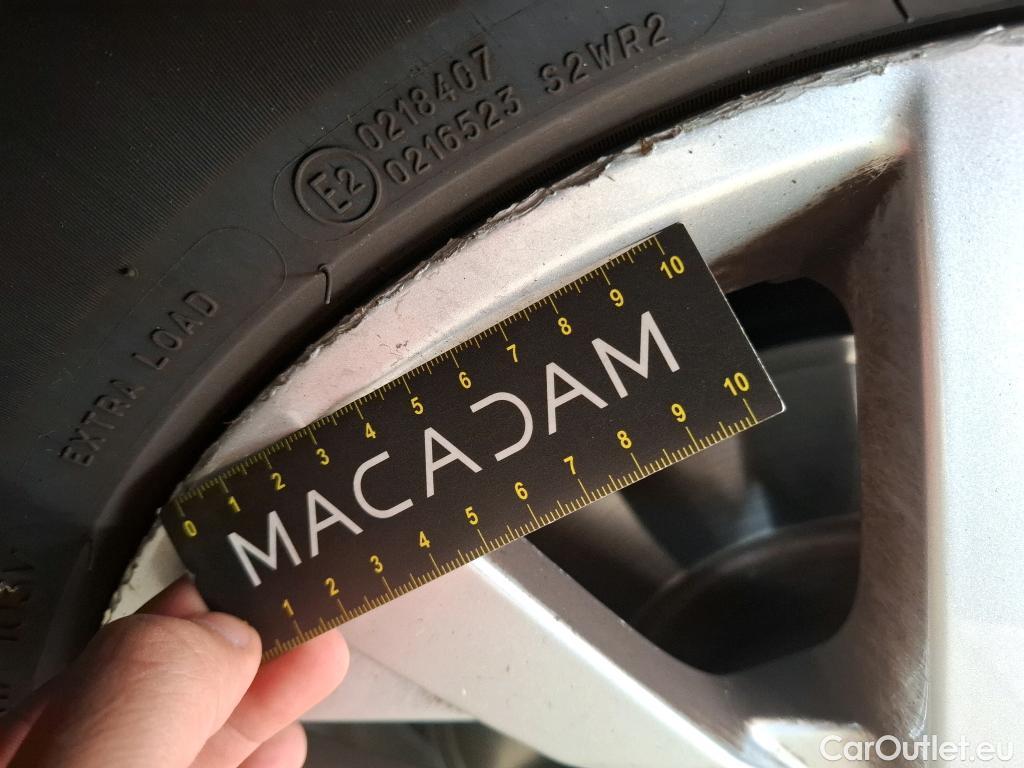 0218407
E2 0216523 S2WR2
EXTRA LOAD
0 1 2 3 4 5 6 7 8 9 10
MACADAM
1 2 3 4 5 6 7 8 9 10
CarOutlet.eu